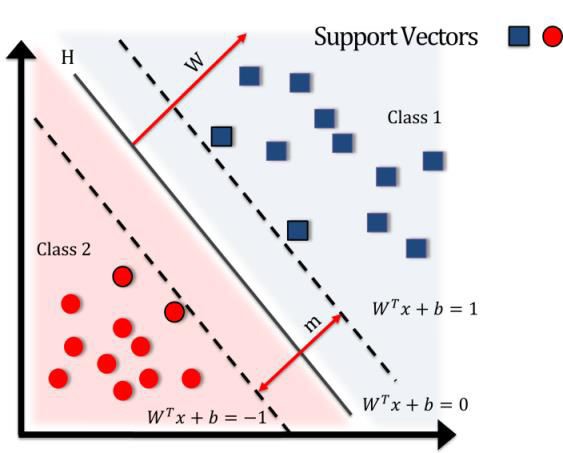 Support Vectors
H
W
Class 1
Class 2
m
W^T x + b = 1
W^T x + b = 0
W^T x + b = −1